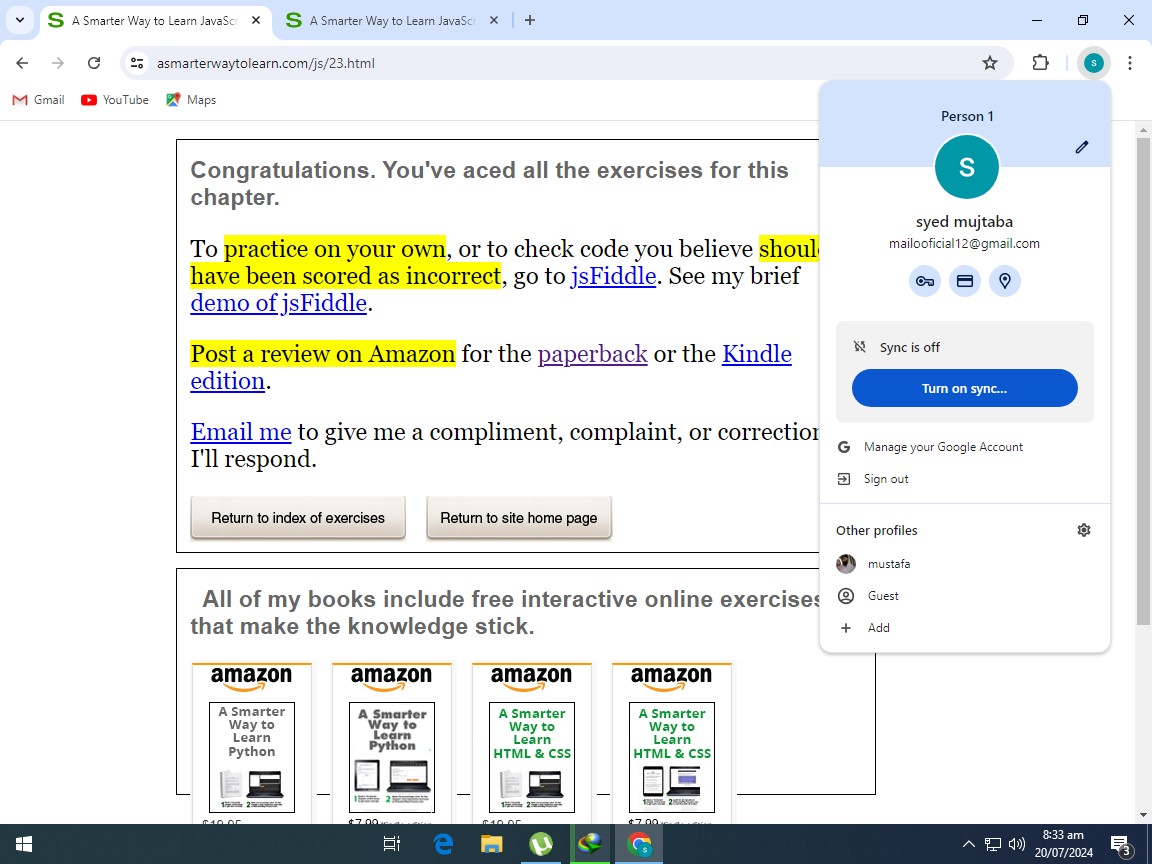 A Smarter Way to Learn JavaSc
A Smarter Way to Learn JavaSc
asmarterwaytolearn.com/js/23.html
S
Gmail
YouTube
Maps
Person 1
S
syed mujtaba
mailooficial12@gmail.com
Sync is off
Turn on sync...
Manage your Google Account
Sign out
Other profiles
mustafa
Guest
Add
Congratulations. You've aced all the exercises for this
chapter.
To practice on your own, or to check code you believe shoul
have been scored as incorrect, go to jsFiddle. See my brief
demo of jsFiddle.
Post a review on Amazon for the paperback or the Kindle
edition.
Email me to give me a compliment, complaint, or correction
I'll respond.
Return to index of exercises
Return to site home page
All of my books include free interactive online exercises
that make the knowledge stick.
amazon
A Smarter
Way to
Learn
Python
amazon
A Smarter
Way to
Learn
Python
amazon
A Smarter
Way to
Learn
HTML & CSS
amazon
A Smarter
Way to
Learn
HTML & CSS
$19.95
$7.99
$19.95
$7.99
8:33 am
20/07/2024
3